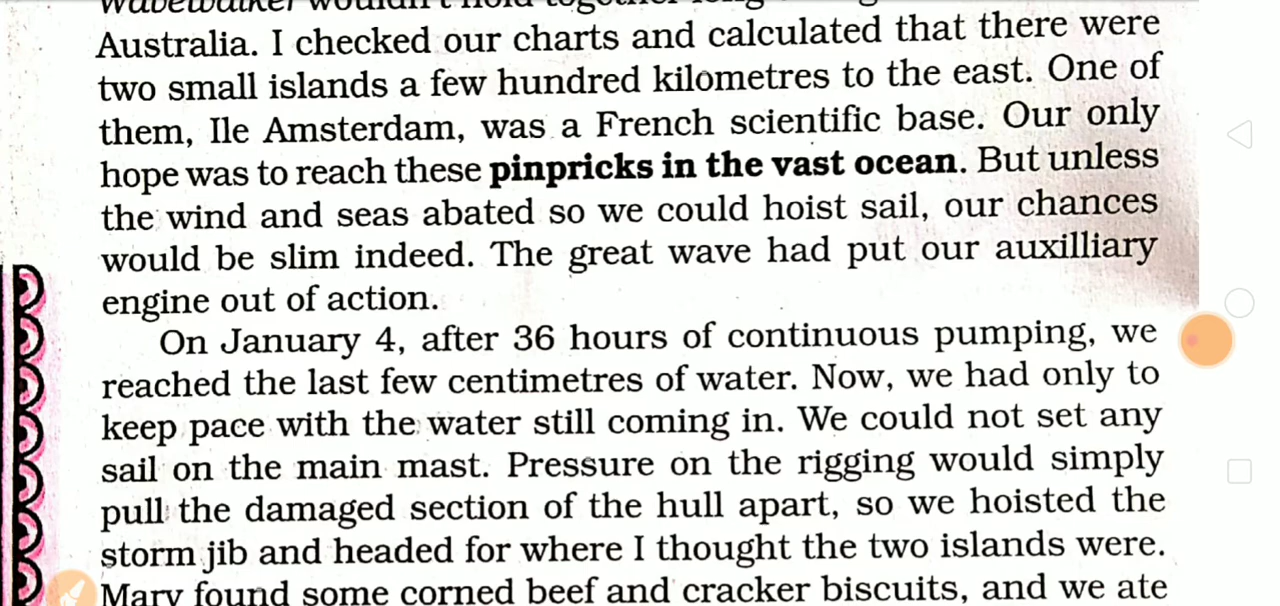 Wavewalker wouldn't hold together long
Australia. I checked our charts and calculated that there were
two small islands a few hundred kilometres to the east. One of
them, Ile Amsterdam, was a French scientific base. Our only
hope was to reach these pinpricks in the vast ocean. But unless
the wind and seas abated so we could hoist sail, our chances
would be slim indeed. The great wave had put our auxilliary
engine out of action.
On January 4, after 36 hours of continuous pumping, we
reached the last few centimetres of water. Now, we had only to
keep pace with the water still coming in. We could not set any
sail on the main mast. Pressure on the rigging would simply
pull the damaged section of the hull apart, so we hoisted the
storm jib and headed for where I thought the two islands were.
Mary found some corned beef and cracker biscuits, and we ate